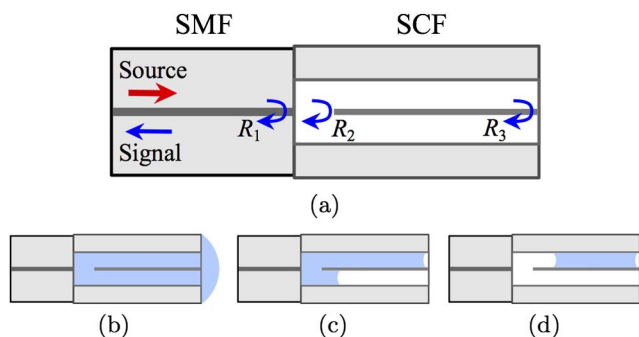 SMF SCF
Source
R1 R2 R3
Signal
(a)
(b) (c) (d)